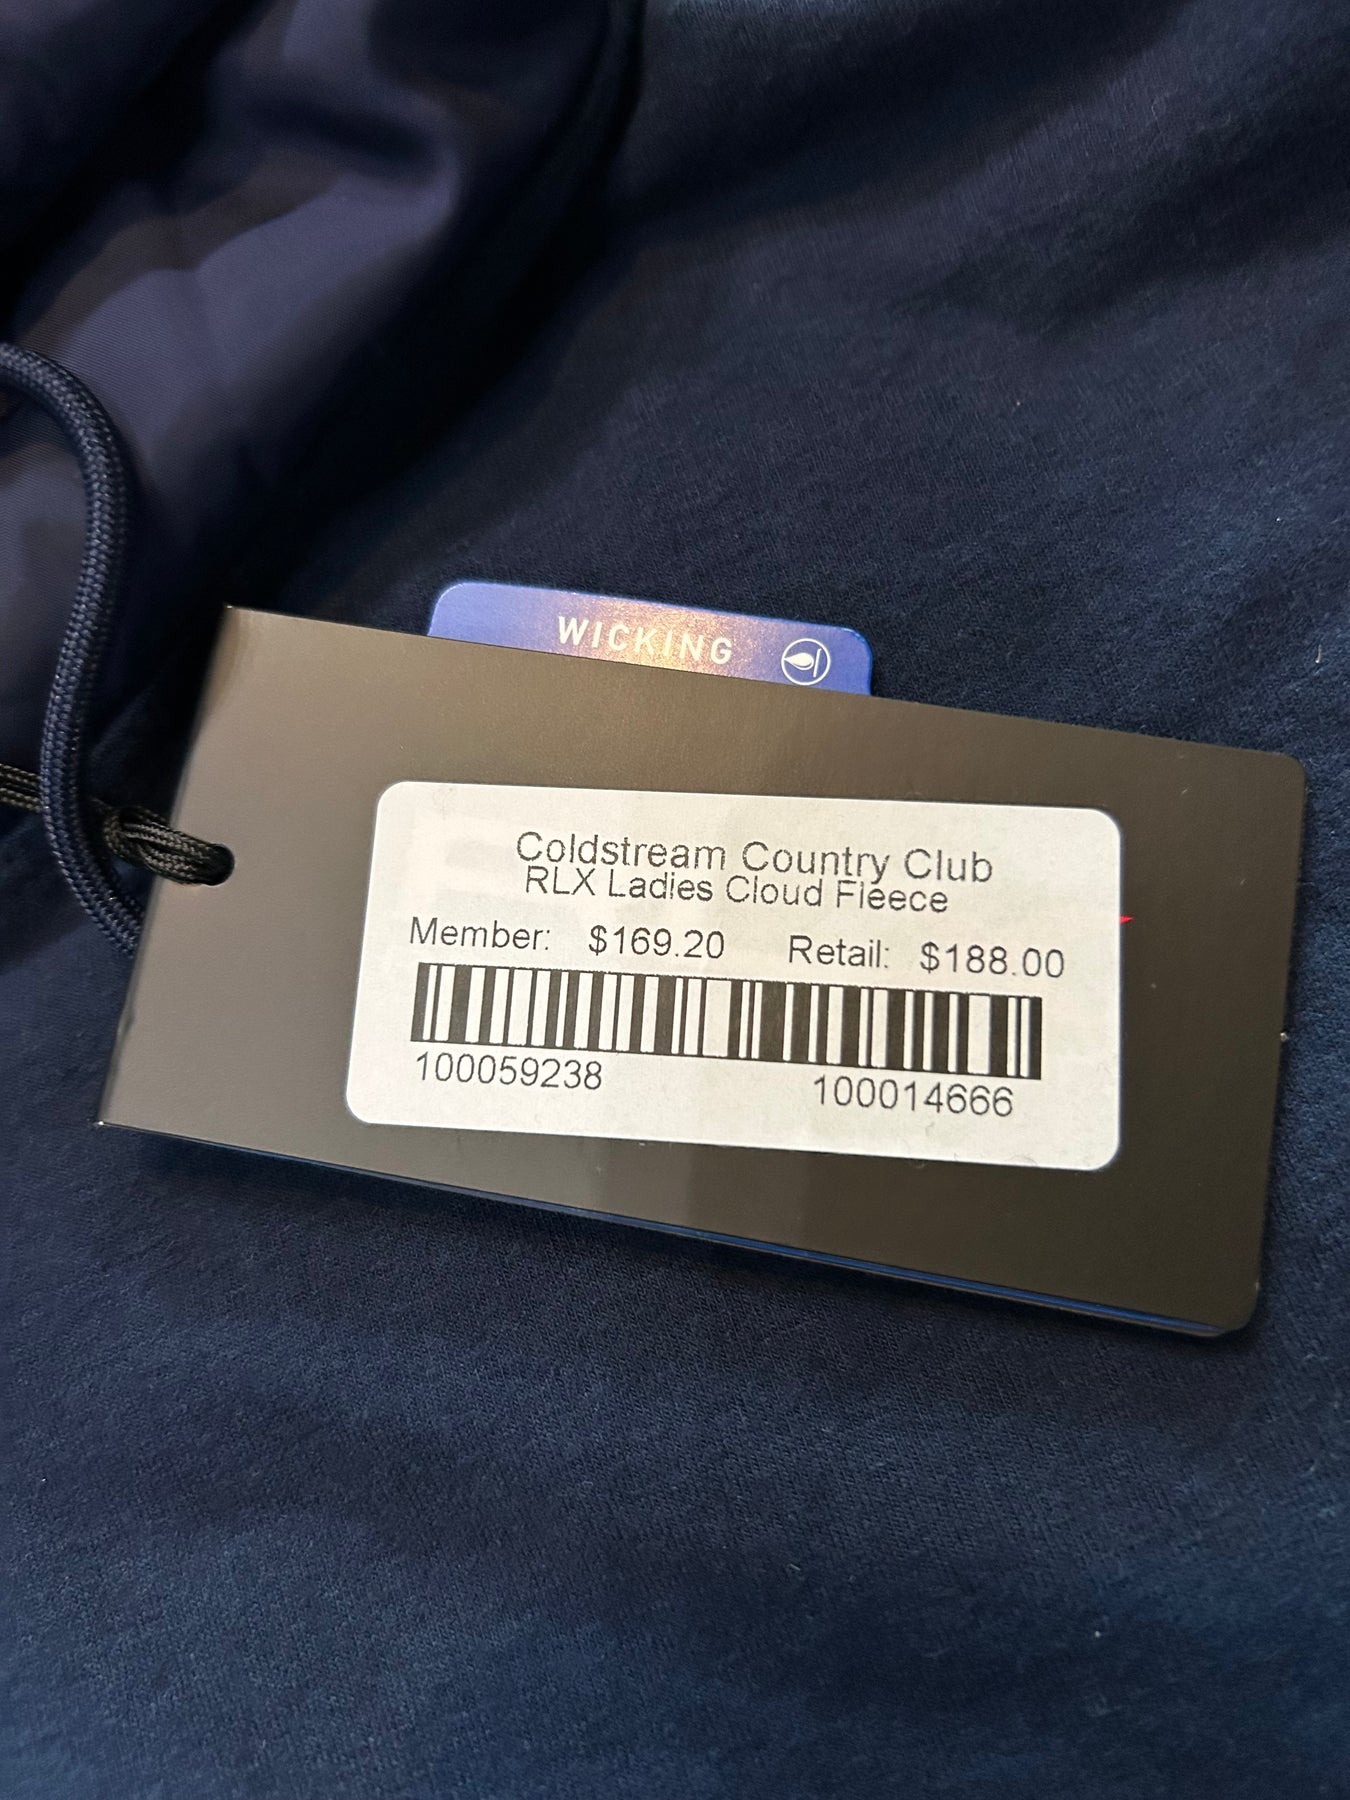 WICKING
Coldstream Country Club
RLX Ladies Cloud Fleece
Member: $169.20 Retail: $188.00
100059238 100014666